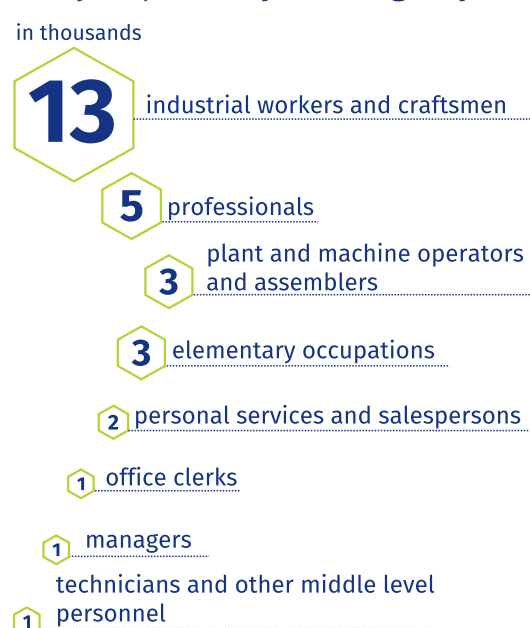 in thousands
13
industrial workers and craftsmen
5
professionals
plant and machine operators
3
and assemblers
3
elementary occupations
2
personal services and salespersons
1
office clerks
1
managers
technicians and other middle level
1
personnel